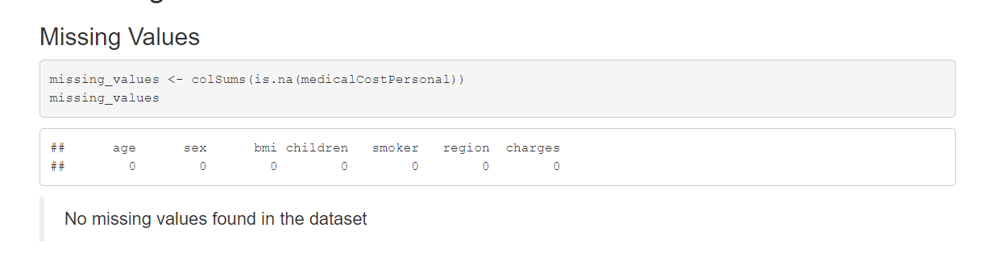 Missing Values
missing_values <- colSums(is.na(medicalCostPersonal))
missing_values
##      age      sex      bmi children   smoker   region  charges
##        0        0        0        0        0        0        0
No missing values found in the dataset